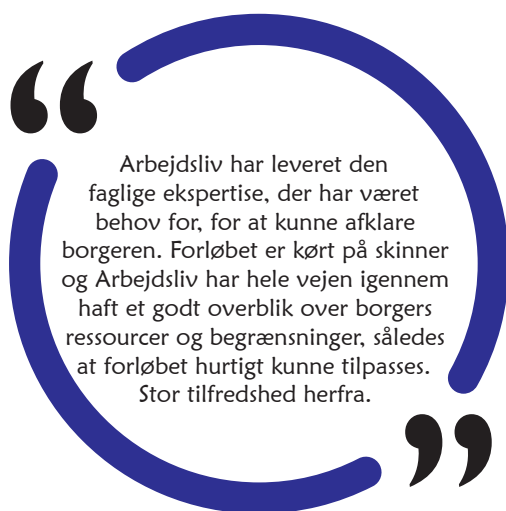 Arbejdsliv har leveret den
faglige ekspertise, der har været
behov for, for at kunne afklare
borgeren. Forløbet er kørt på skinner
og Arbejdsliv har hele vejen igennem
haft et godt overblik over borgers
ressourcer og begrænsninger, således
at forløbet hurtigt kunne tilpasses.
Stor tilfredshed herfra.